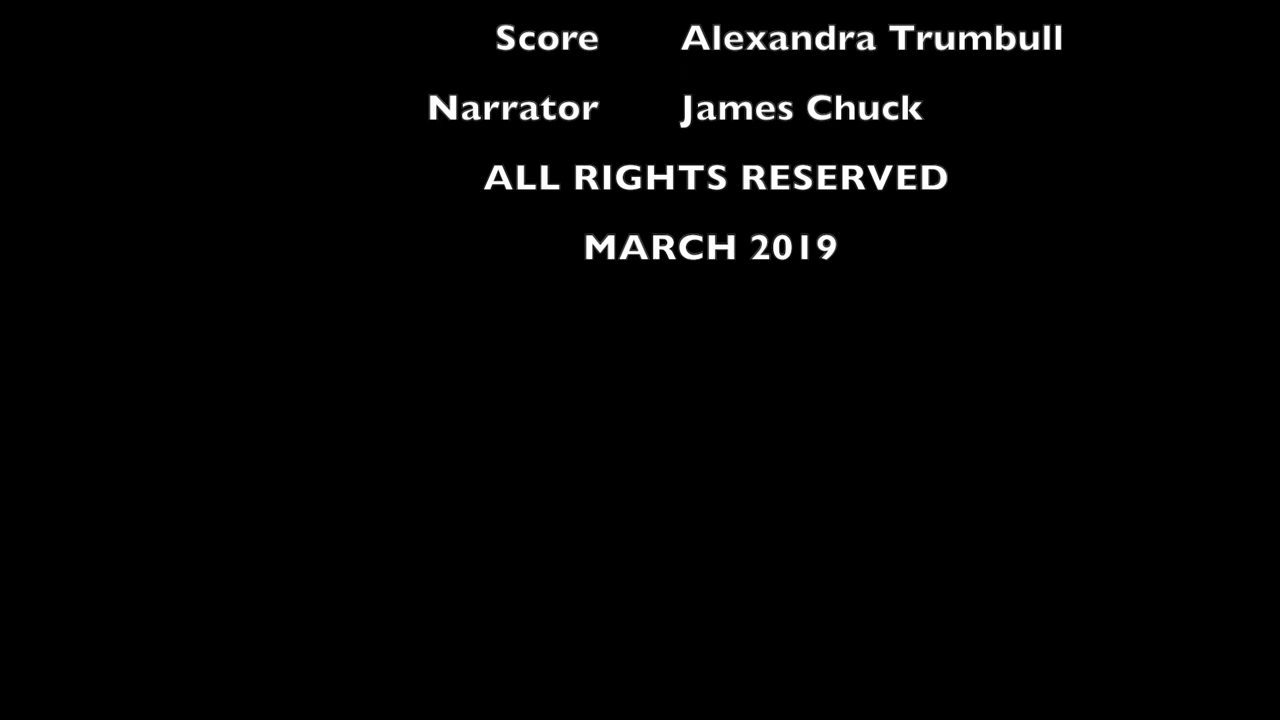 Score Alexandra Trumbull
Narrator James Chuck
ALL RIGHTS RESERVED
MARCH 2019